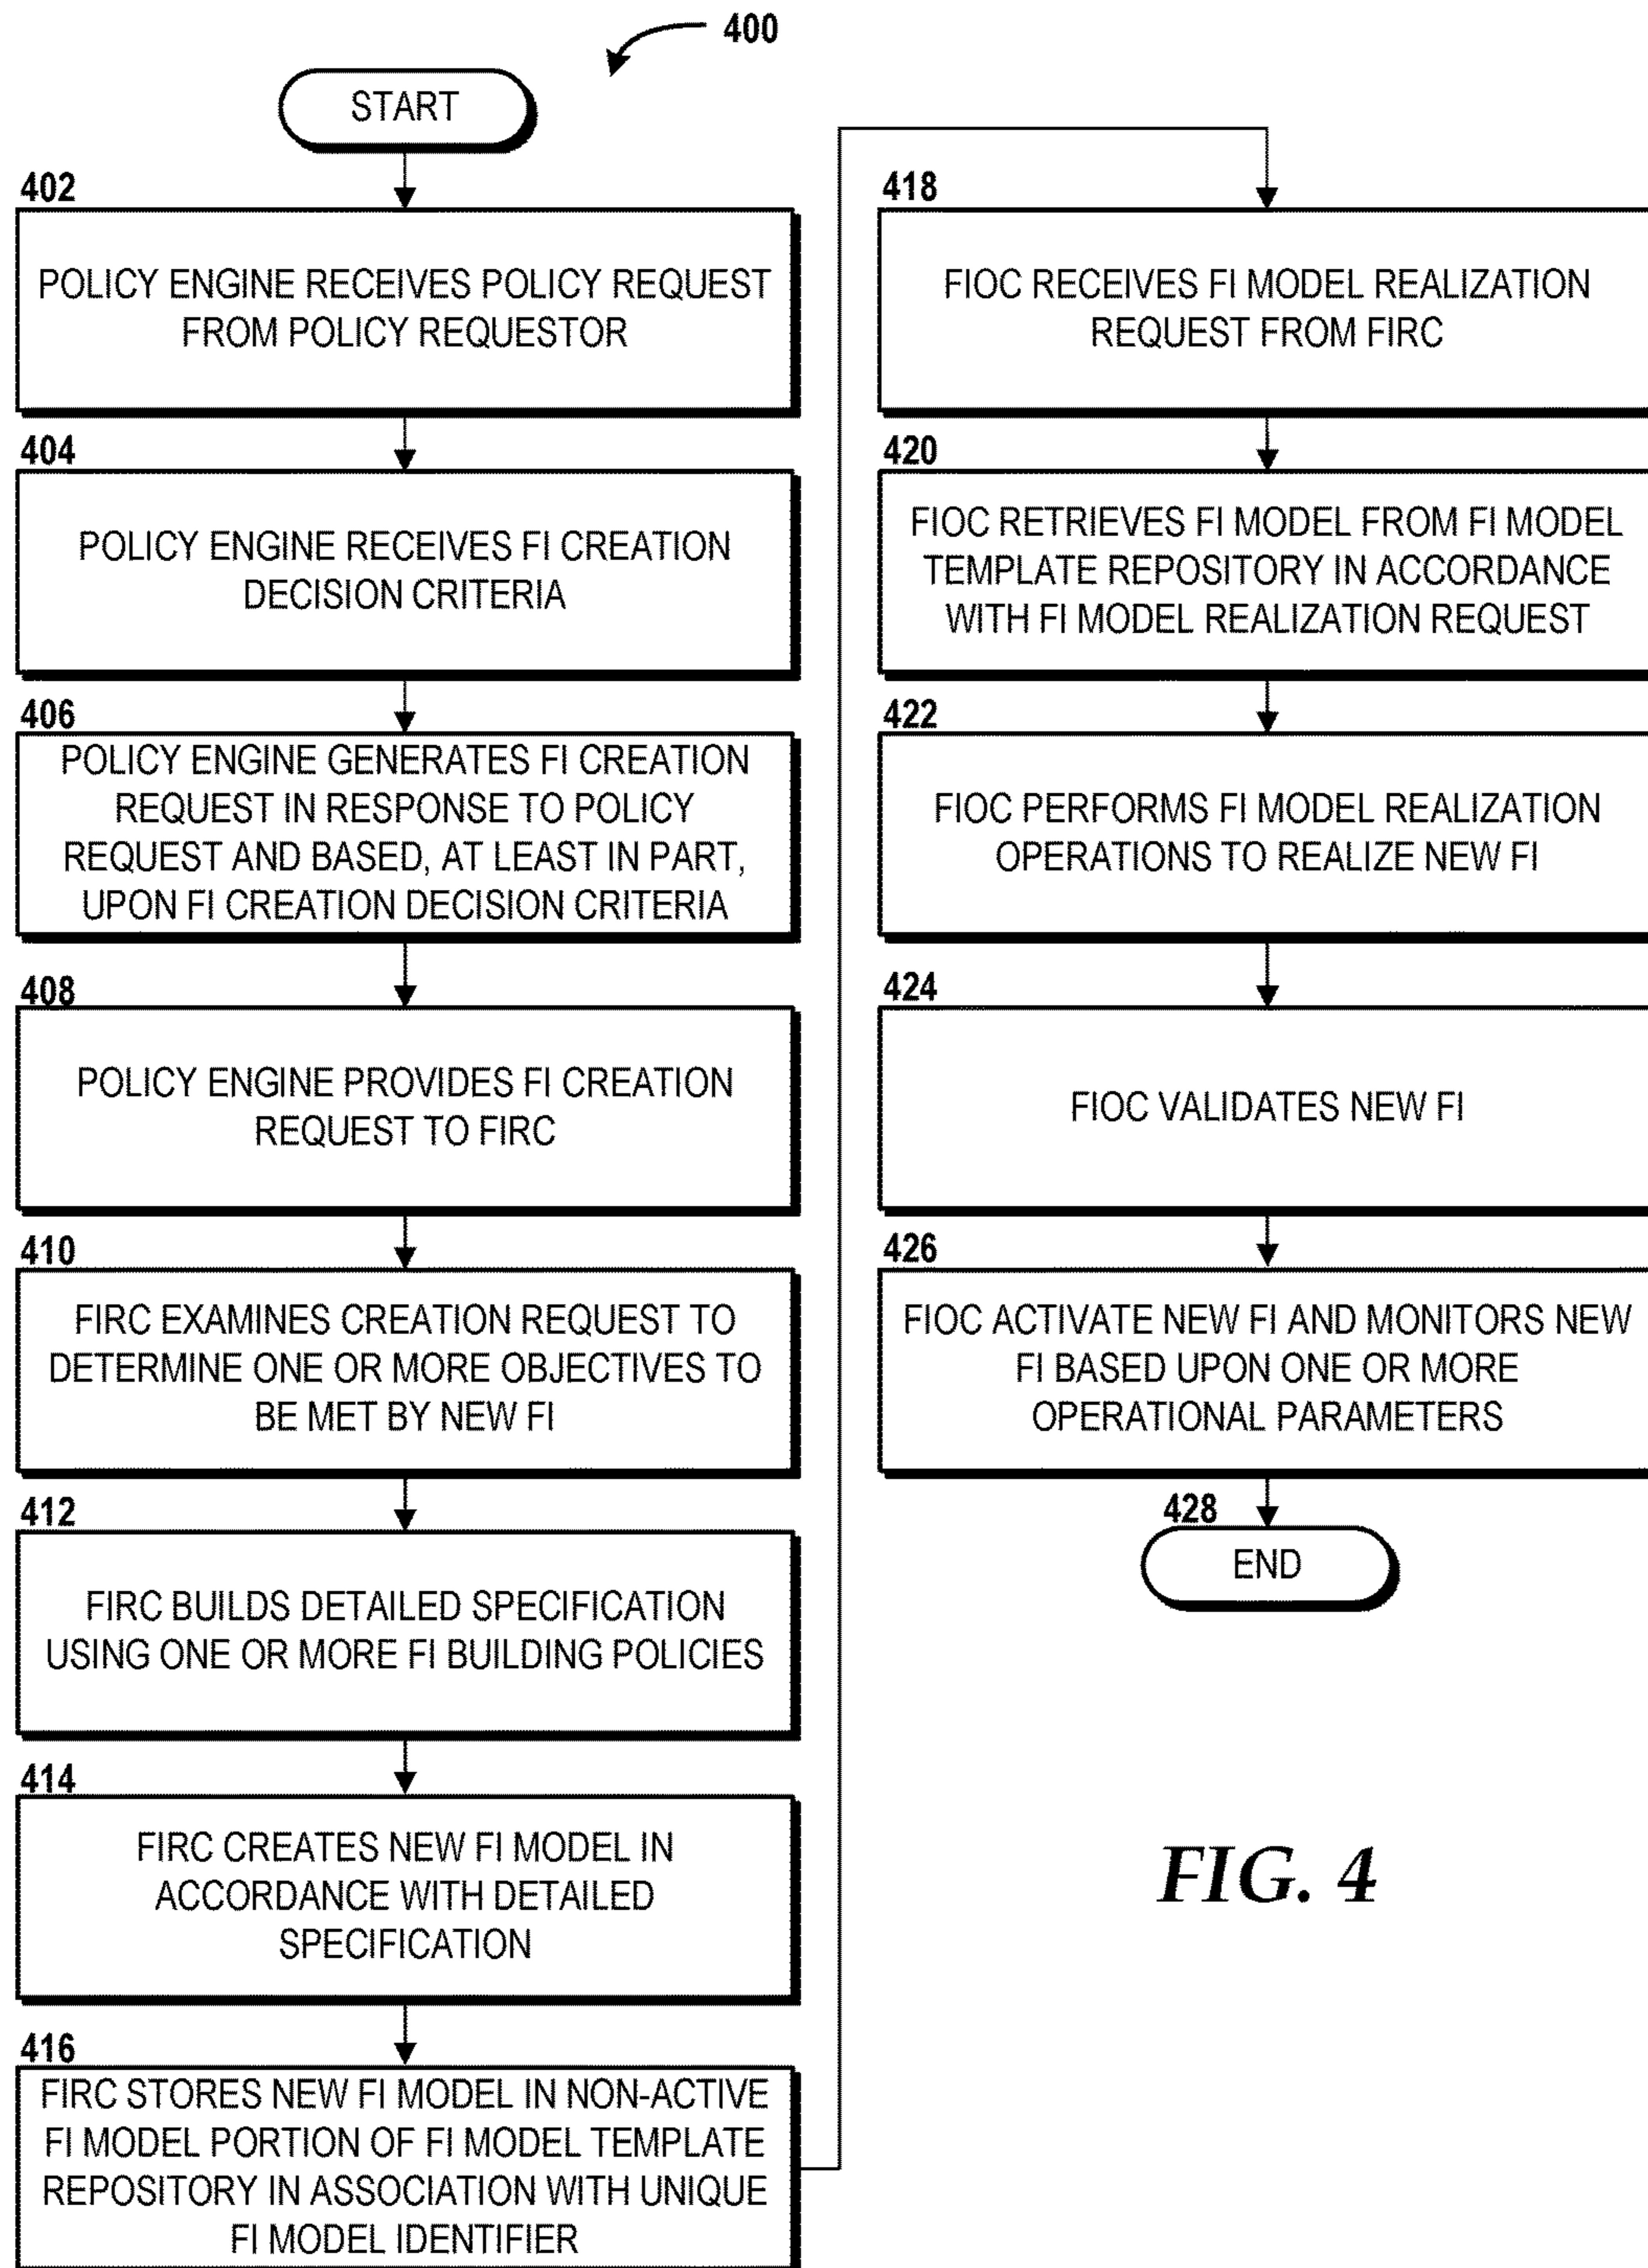 400
START
402
POLICY ENGINE RECEIVES POLICY REQUEST
FROM POLICY REQUESTOR
404
POLICY ENGINE RECEIVES FI CREATION
DECISION CRITERIA
406
POLICY ENGINE GENERATES FI CREATION
REQUEST IN RESPONSE TO POLICY
REQUEST AND BASED, AT LEAST IN PART,
UPON FI CREATION DECISION CRITERIA
408
POLICY ENGINE PROVIDES FI CREATION
REQUEST TO FIRC
410
FIRC EXAMINES CREATION REQUEST TO
DETERMINE ONE OR MORE OBJECTIVES TO
BE MET BY NEW FI
412
FIRC BUILDS DETAILED SPECIFICATION
USING ONE OR MORE FI BUILDING POLICIES
414
FIRC CREATES NEW FI MODEL IN
ACCORDANCE WITH DETAILED
SPECIFICATION
416
FIRC STORES NEW FI MODEL IN NON-ACTIVE
FI MODEL PORTION OF FI MODEL TEMPLATE
REPOSITORY IN ASSOCIATION WITH UNIQUE
FI MODEL IDENTIFIER
418
FIOC RECEIVES FI MODEL REALIZATION
REQUEST FROM FIRC
420
FIOC RETRIEVES FI MODEL FROM FI MODEL
TEMPLATE REPOSITORY IN ACCORDANCE
WITH FI MODEL REALIZATION REQUEST
422
FIOC PERFORMS FI MODEL REALIZATION
OPERATIONS TO REALIZE NEW FI
424
FIOC VALIDATES NEW FI
426
FIOC ACTIVATE NEW FI AND MONITORS NEW
FI BASED UPON ONE OR MORE
OPERATIONAL PARAMETERS
428
END
FIG. 4